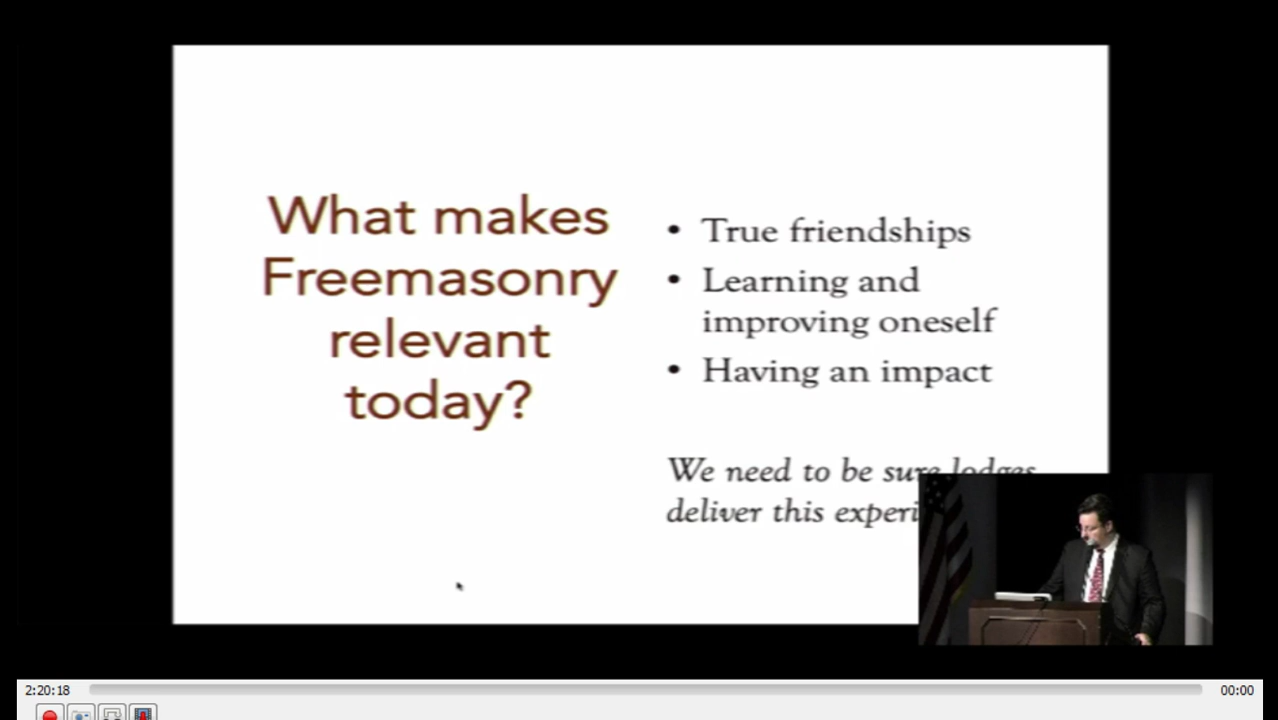 What makes
Freemasonry
relevant
today?
• True friendships
• Learning and
improving oneself
• Having an impact
We need to be sure lodges
deliver this
2:20:18
00:00